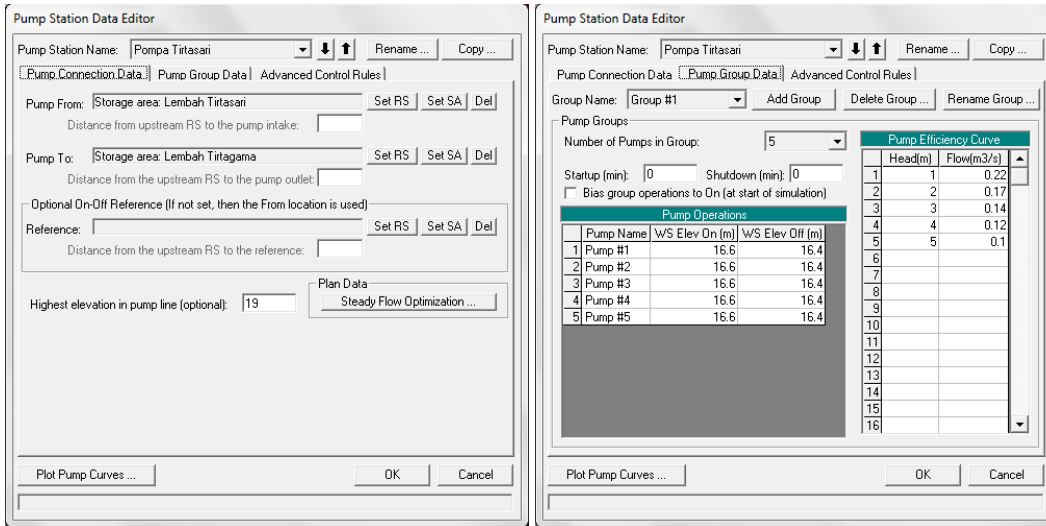 Pump Station Data Editor
Pump Station Name: Pompa Tirtasari Rename ... Copy ...
Pump Connection Data Pump Group Data Advanced Control Rules
Pump From: Storage area: Lembah Tirtasari Set RS Set SA Del
Distance from upstream RS to the pump intake:
Pump To: Storage area: Lembah Tirtagama Set RS Set SA Del
Distance from the upstream RS to the pump outlet:
Optional On-Off Reference (If not set, then the From location is used)
Reference: Set RS Set SA Del
Distance from the upstream RS to the reference:
Highest elevation in pump line (optional): 19
Plan Data
Steady Flow Optimization ...
Plot Pump Curves ... OK Cancel
Pump Station Data Editor
Pump Station Name: Pompa Tirtasari Rename ... Copy ...
Pump Connection Data Pump Group Data Advanced Control Rules
Group Name: Group #1 Add Group Delete Group ... Rename Group ...
Pump Groups
Number of Pumps in Group: 5
Startup (min): 0 Shutdown (min): 0
Bias group operations to On (at start of simulation)
Pump Operations
Pump Name WS Elev On (m) WS Elev Off (m)
1 Pump #1 16.6 16.4
2 Pump #2 16.6 16.4
3 Pump #3 16.6 16.4
4 Pump #4 16.6 16.4
5 Pump #5 16.6 16.4
Pump Efficiency Curve
Head(m) Flow(m3/s)
1 1 0.22
2 2 0.17
3 3 0.14
4 4 0.12
5 5 0.1
6
7
8
9
10
11
12
13
14
15
16
Plot Pump Curves ... OK Cancel